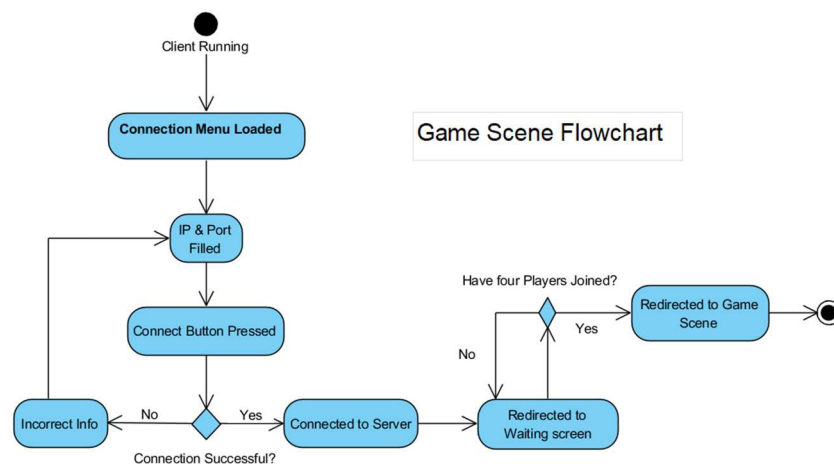 Client Running
Connection Menu Loaded
Game Scene Flowchart
IP & Port
Filled
Have four Players Joined?
Redirected to Game
Scene
Connect Button Pressed
Yes
No
No
Yes
Incorrect Info
Connected to Server
Redirected to
Waiting screen
Connection Successful?